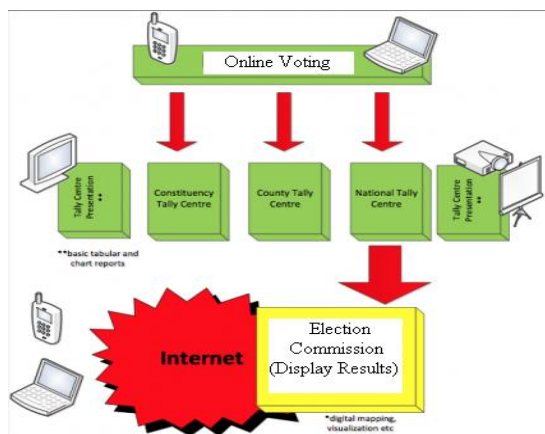 Online Voting
Tally Centre
Presentation
**
Constituency
Tally Centre
County Tally
Centre
National Tally
Centre
Tally Centre
Presentation
**
**basic tabular and
chart reports
Internet
Election
Commission
(Display Results)
*digital mapping,
visualization etc